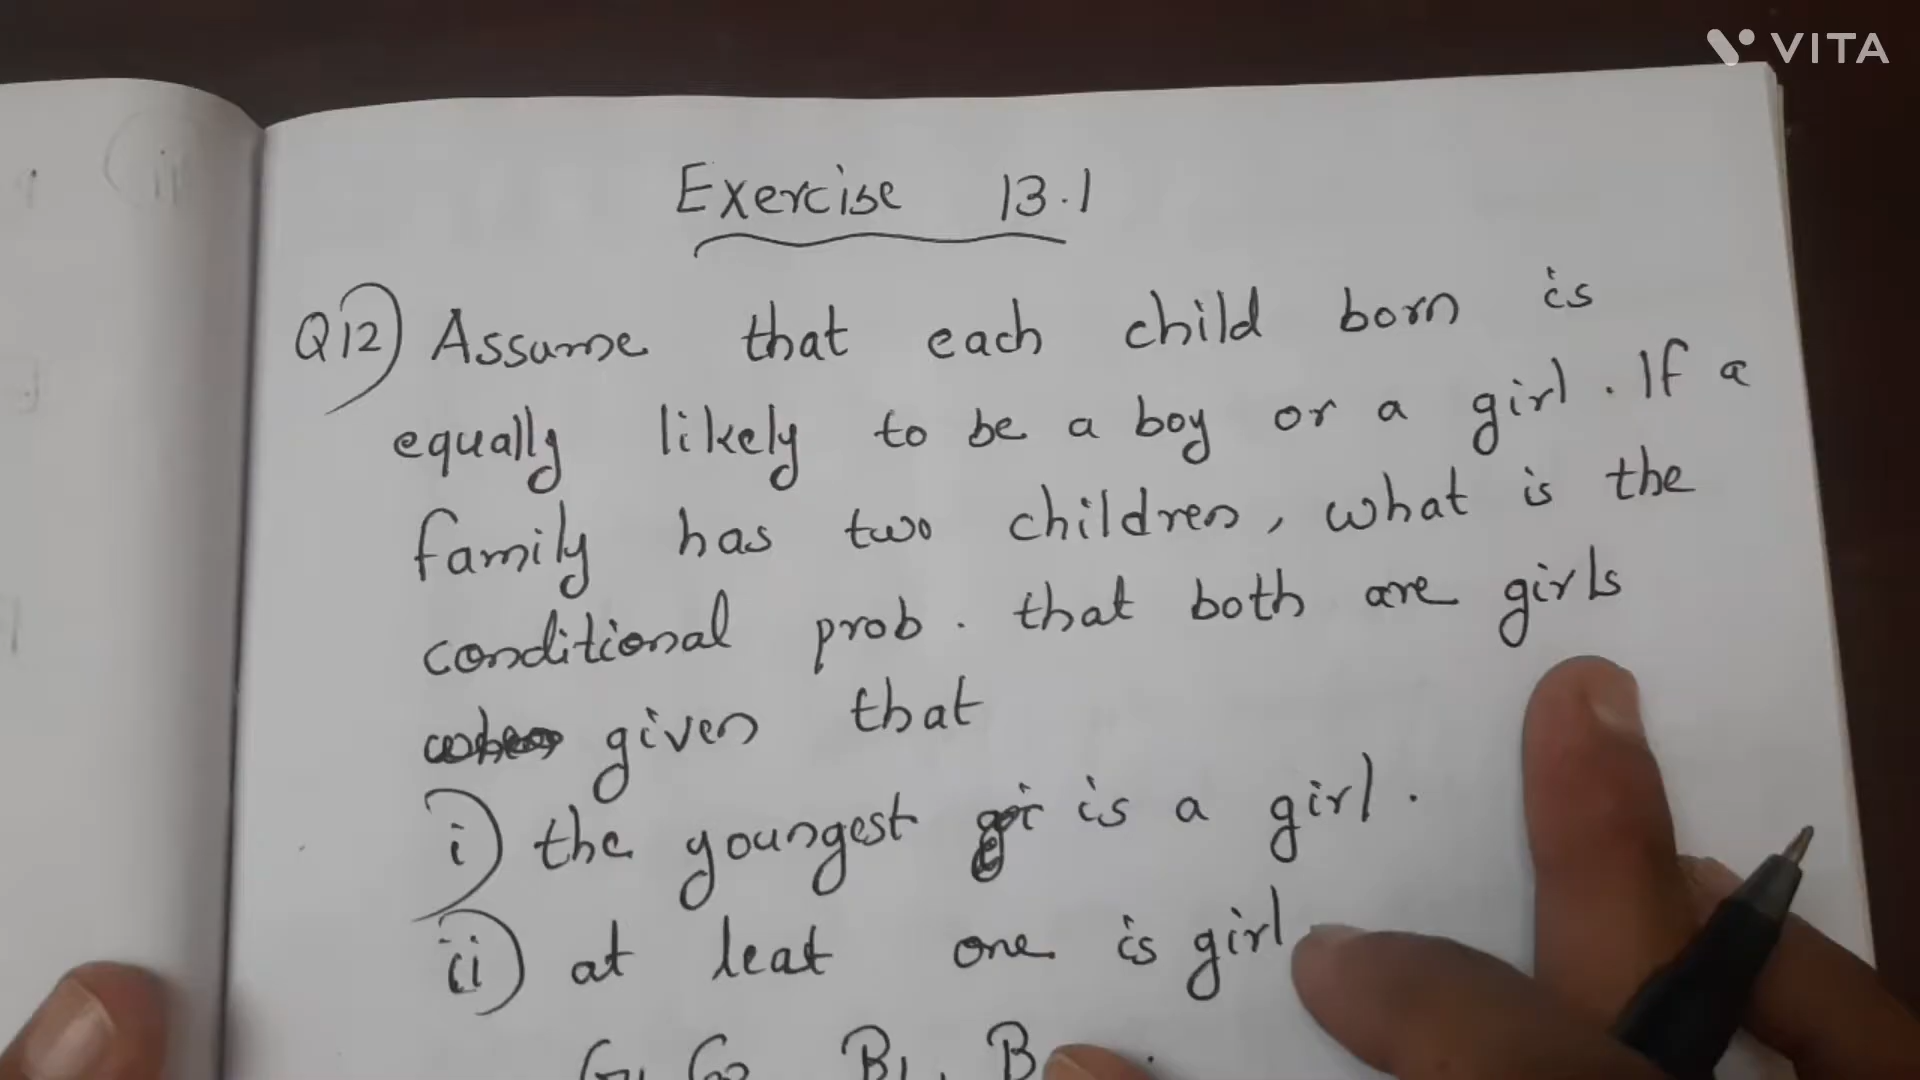 VITA
Exercise 13.1
Q12) Assume that each child born is
equally likely to be a boy or a girl. If a
family has two children, what is the
conditional prob. that both are girls
given that
i) the youngest is a girl.
ii) at leat one is girl